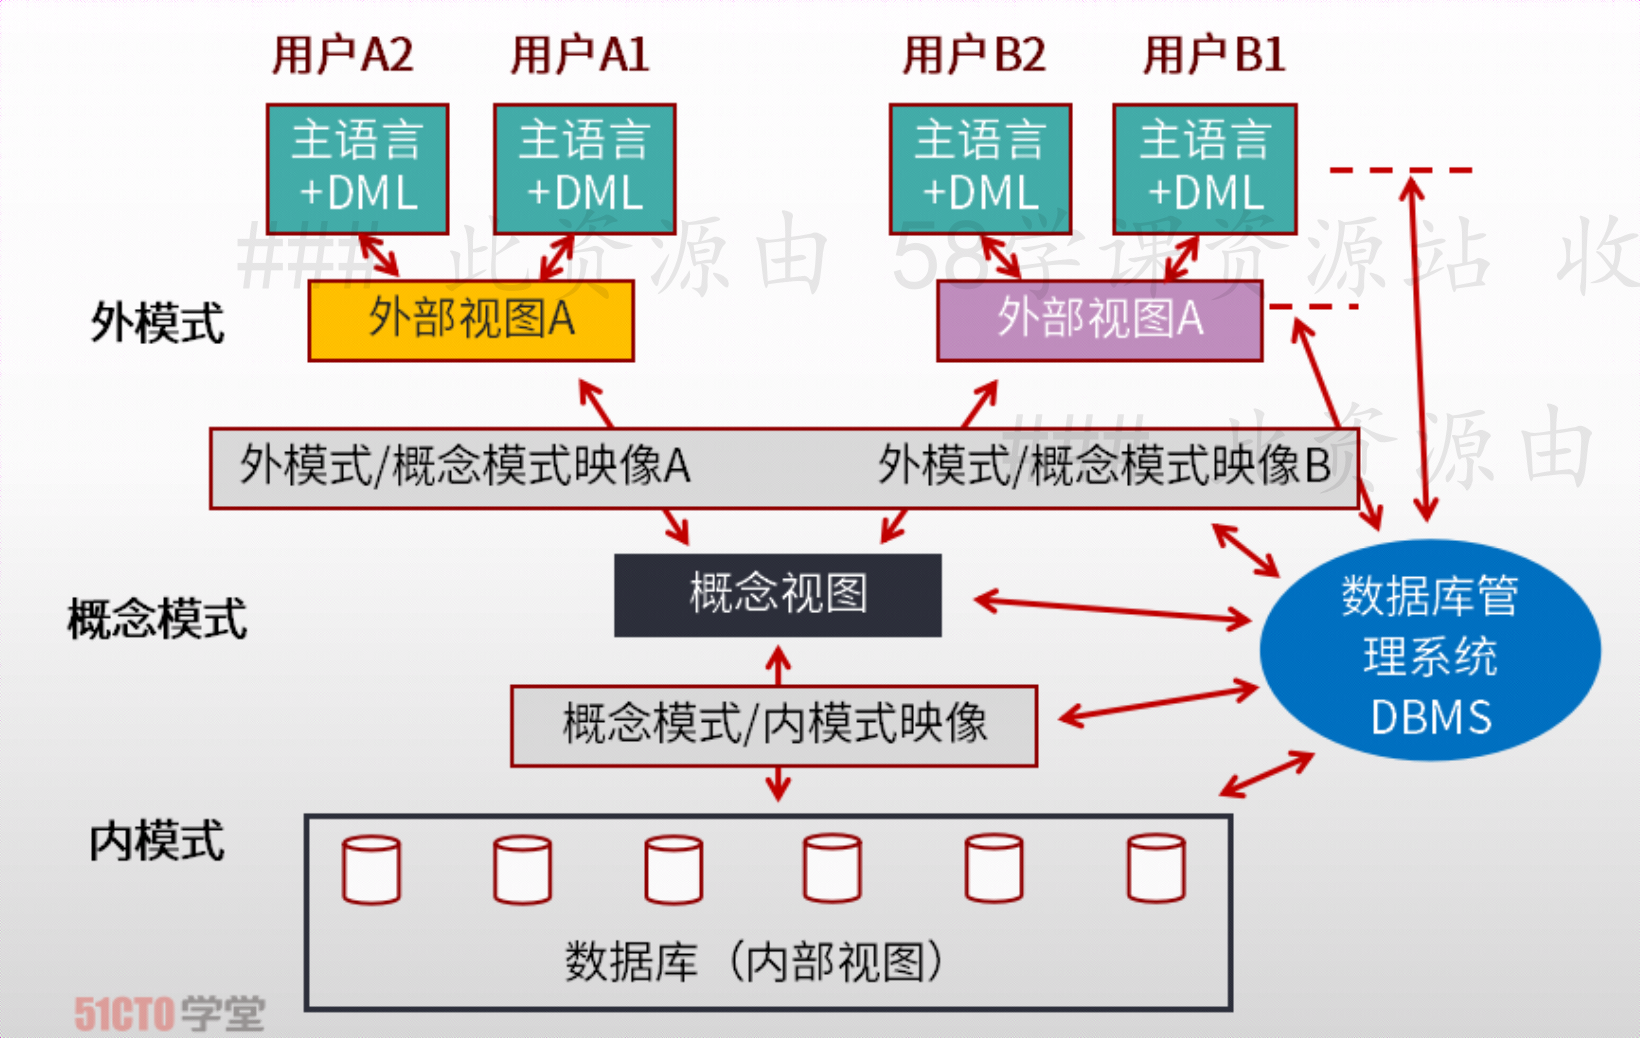 用户A2
用户A1
用户B2
用户B1
主语言
+DML
主语言
+DML
主语言
+DML
主语言
+DML
### 此资源由 58学课资源站 收
外模式
外部视图A
外部视图A
### 此资源由
外模式/概念模式映像A
外模式/概念模式映像B
概念模式
概念视图
数据库管
理系统
DBMS
概念模式/内模式映像
内模式
数据库（内部视图）
51CTO学堂